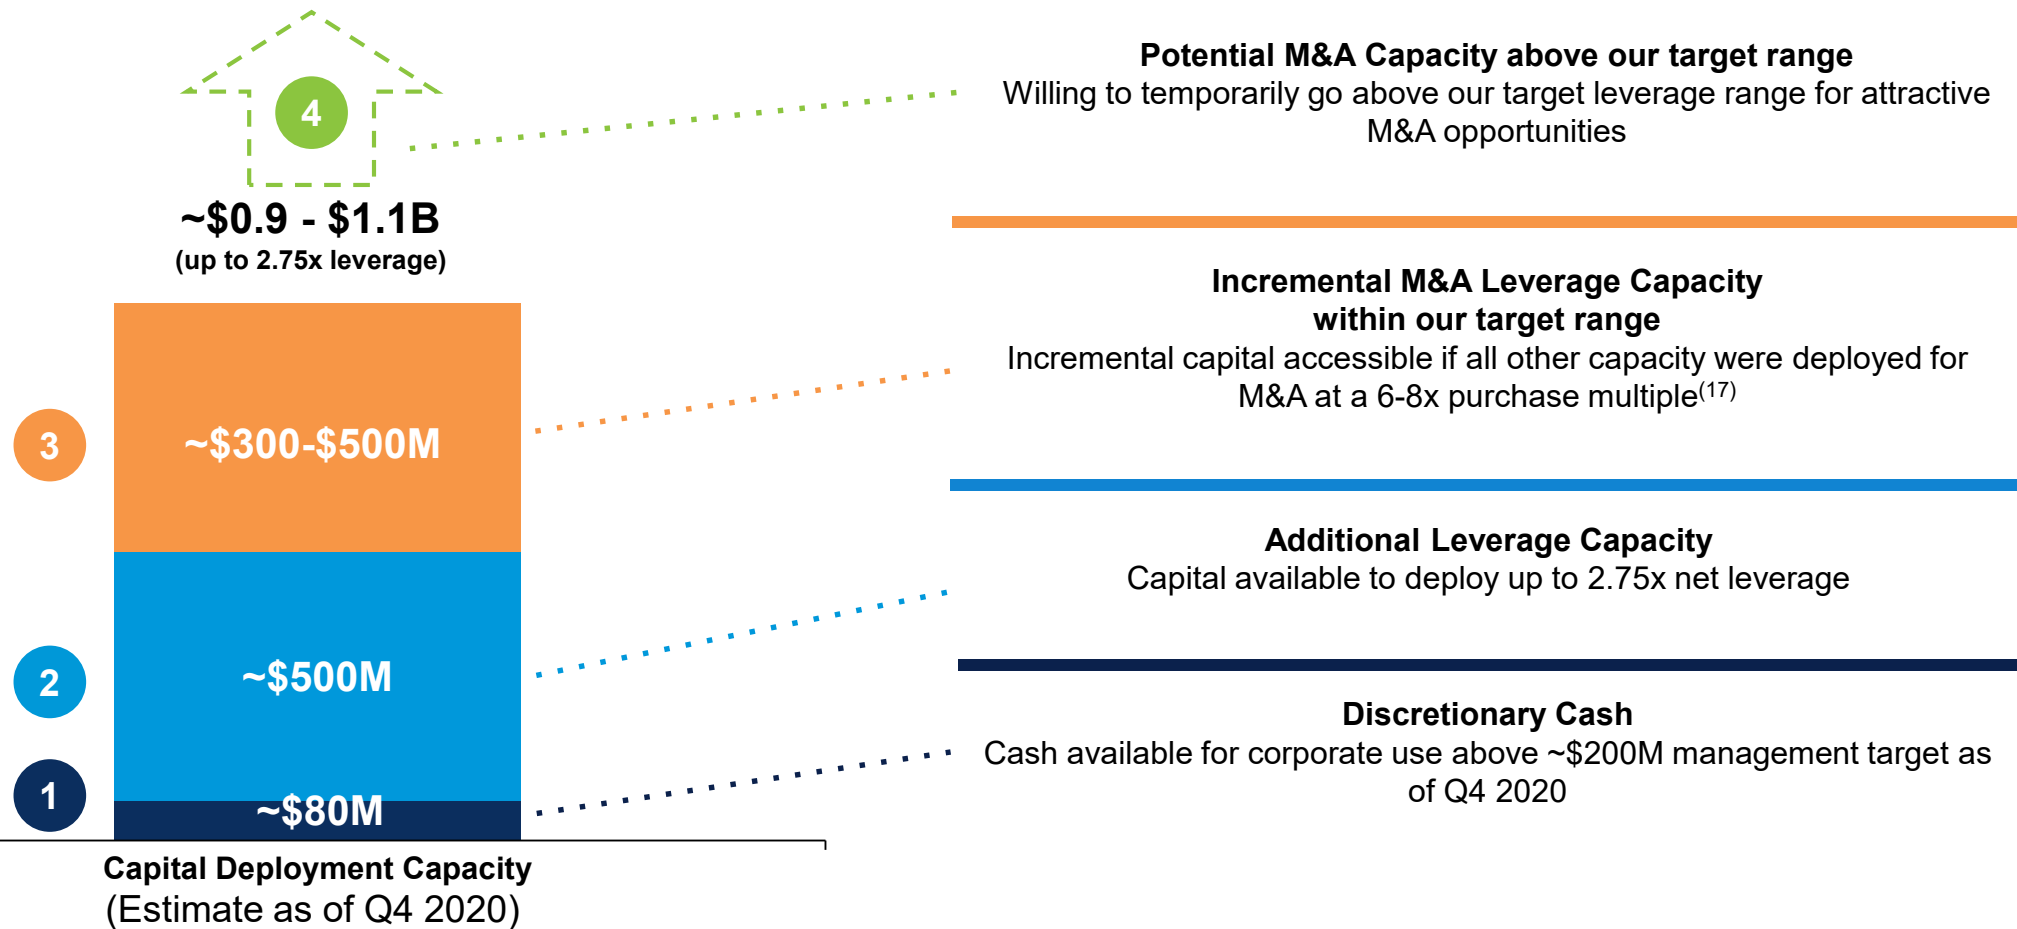 4
~$0.9 - $1.1B
(up to 2.75x leverage)
3
~$300-$500M
2
~$500M
1
~$80M
Capital Deployment Capacity
(Estimate as of Q4 2020)
Potential M&A Capacity above our target range
Willing to temporarily go above our target leverage range for attractive
M&A opportunities
Incremental M&A Leverage Capacity
within our target range
Incremental capital accessible if all other capacity were deployed for
M&A at a 6-8x purchase multiple(17)
Additional Leverage Capacity
Capital available to deploy up to 2.75x net leverage
Discretionary Cash
Cash available for corporate use above ~$200M management target as
of Q4 2020